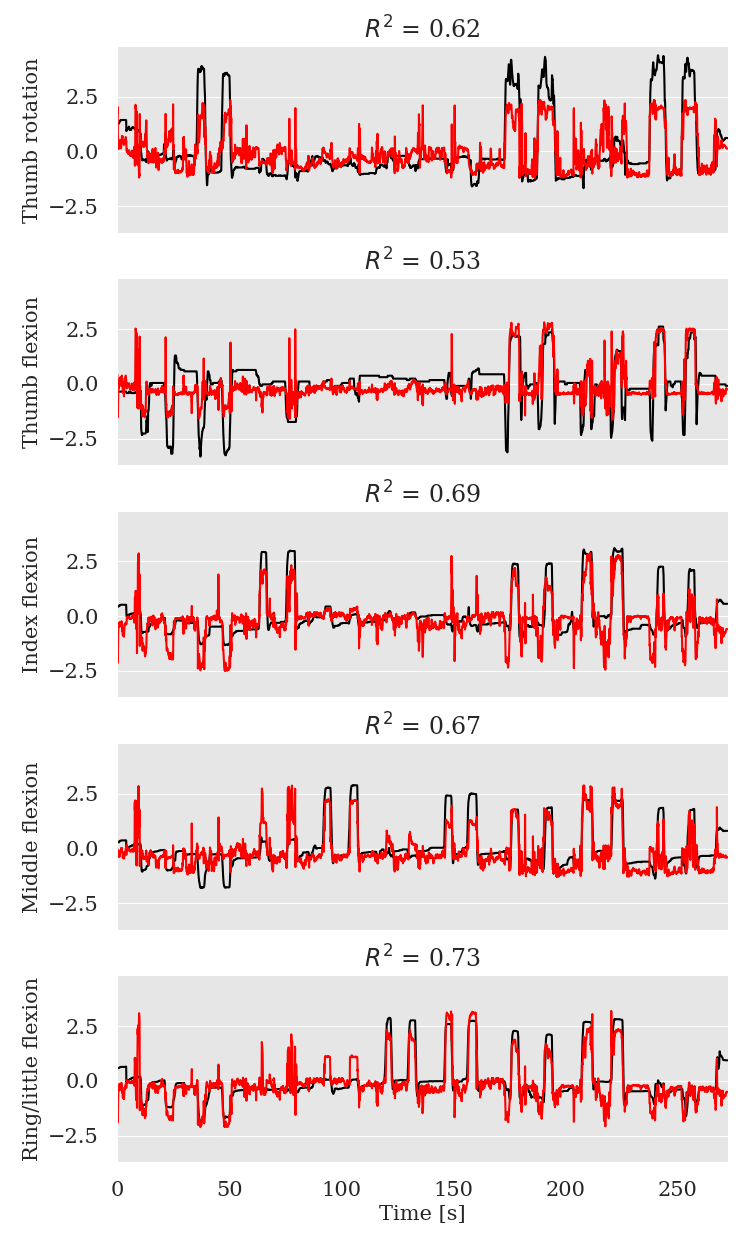 R² = 0.62
Thumb rotation
2.5
0.0
−2.5
R² = 0.53
Thumb flexion
2.5
0.0
−2.5
R² = 0.69
Index flexion
2.5
0.0
−2.5
R² = 0.67
Middle flexion
2.5
0.0
−2.5
R² = 0.73
Ring/little flexion
2.5
0.0
−2.5
0 50 100 150 200 250
Time [s]